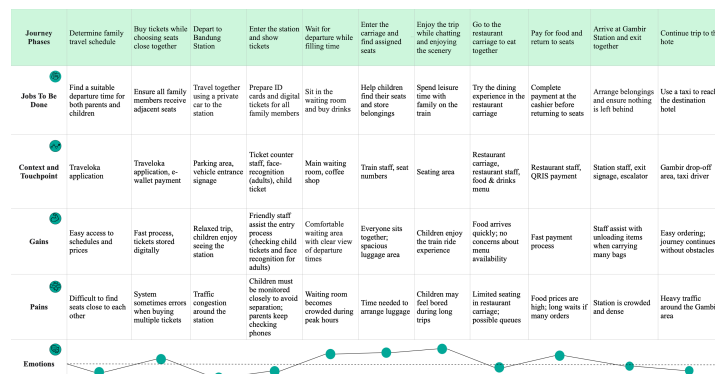 Journey
Phases
Determine family
travel schedule
Buy tickets while
choosing seats
close together
Depart to
Bandung
Station
Enter the station
and show
tickets
Wait for
departure while
filling time
Enter the
carriage and
find assigned
seats
Enjoy the trip
while chatting
and enjoying
the scenery
Go to the
restaurant
carriage to eat
together
Pay for food and
return to seats
Arrive at Gambir
Station and exit
together
Continue trip to th
hote
Jobs To Be
Done
Find a suitable
departure time for
both parents and
children
Ensure all family
members receive
adjacent seats
Travel together
using a private
car to the
station
Prepare ID
cards and digital
tickets for all
family members
Sit in the
waiting room
and buy drinks
Help children
find their seats
and store
belongings
Spend leisure
time with
family on the
train
Try the dining
experience in the
restaurant
carriage
Complete
payment at the
cashier before
returning to seats
Arrange belongings
and ensure nothing
is left behind
Use a taxi to reach
the destination
hotel
Context and
Touchpoint
Traveloka
application
Traveloka
application, e-
wallet payment
Parking area,
vehicle entrance
signage
Ticket counter
staff, face-
recognition
(adults), child
ticket
Main waiting
room, coffee
shop
Train staff, seat
numbers
Seating area
Restaurant
carriage,
restaurant staff,
food & drinks
menu
Restaurant staff,
QRIS payment
Station staff, exit
signage, escalator
Gambir drop-off
area, taxi driver
Gains
Easy access to
schedules and
prices
Fast process,
tickets stored
digitally
Relaxed trip,
children enjoy
seeing the
station
Friendly staff
assist the entry
process
(checking child
tickets and face
recognition for
adults)
Comfortable
waiting area
with clear view
of departure
times
Everyone sits
together;
spacious
luggage area
Children enjoy
the train ride
experience
Food arrives
quickly; no
concerns about
menu
availability
Fast payment
process
Staff assist with
unloading items
when carrying
many bags
Easy ordering;
journey continues
without obstacles
Pains
Difficult to find
seats close to each
other
System
sometimes errors
when buying
multiple tickets
Traffic
congestion
around the
station
Children must
be monitored
closely to avoid
separation;
parents keep
checking
phones
Waiting room
becomes
crowded during
peak hours
Time needed to
arrange luggage
Children may
feel bored
during long
trips
Limited seating
in restaurant
carriage;
possible queues
Food prices are
high; long waits if
many orders
Station is crowded
and dense
Heavy traffic
around the Gambi
area
Emotions